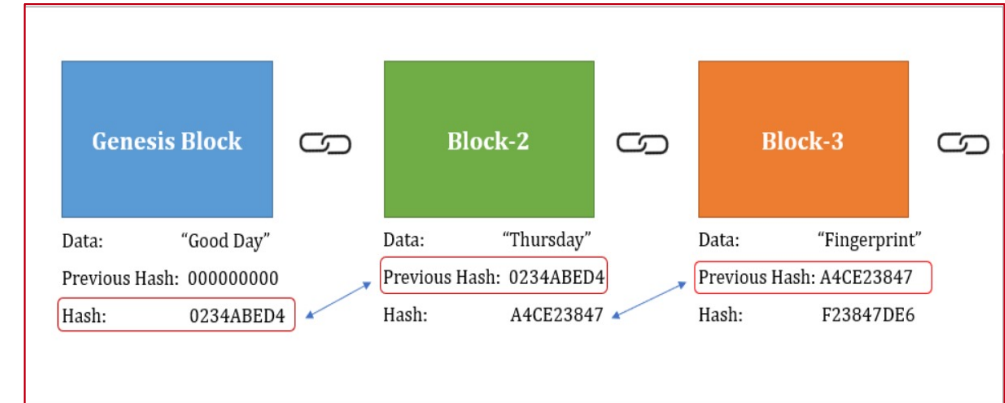 Genesis Block
Block-2
Block-3
Data: “Good Day”
Previous Hash: 000000000
Hash: 0234ABED4
Data: “Thursday”
Previous Hash: 0234ABED4
Hash: A4CE23847
Data: “Fingerprint”
Previous Hash: A4CE23847
Hash: F23847DE6